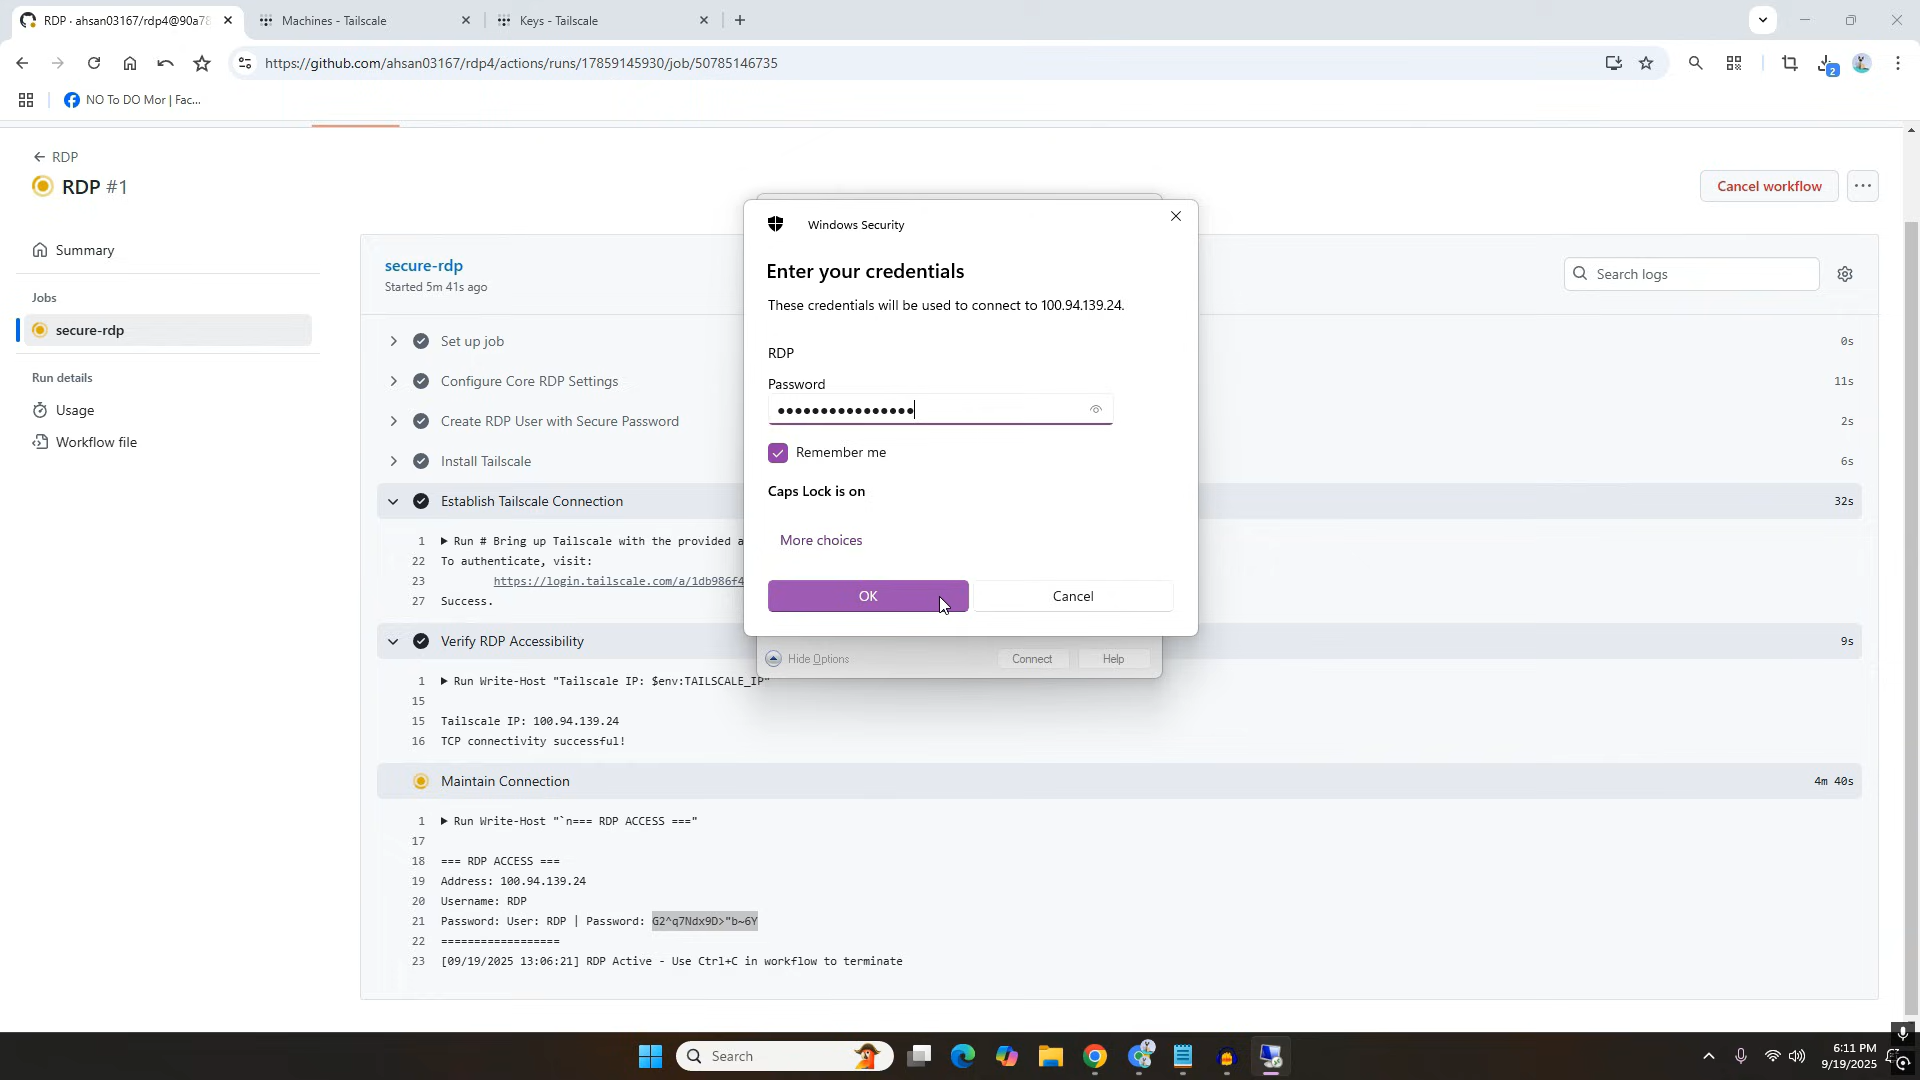 RDP · ahsan03167/rdp4@90a78
Machines - Tailscale
Keys - Tailscale
https://github.com/ahsan03167/rdp4/actions/runs/17859145930/job/50785146735
2
NO To DO Mor | Fac...
RDP
RDP #1
Cancel workflow
Summary
Jobs
secure-rdp
Run details
Usage
Workflow file
secure-rdp
Started 5m 41s ago
Search logs
Set up job 0s
Configure Core RDP Settings 11s
Create RDP User with Secure Password 2s
Install Tailscale 6s
Establish Tailscale Connection 32s
1 Run # Bring up Tailscale with the provided a
22 To authenticate, visit:
23 https://login.tailscale.com/a/1db986f4
27 Success.
Verify RDP Accessibility 9s
1 Run Write-Host "Tailscale IP: $env:TAILSCALE_IP"
15
15 Tailscale IP: 100.94.139.24
16 TCP connectivity successful!
Maintain Connection 4m 40s
1 Run Write-Host "`n=== RDP ACCESS ==="
17
18 === RDP ACCESS ===
19 Address: 100.94.139.24
20 Username: RDP
21 Password: User: RDP | Password: G2^q7Ndx9D>"b~6Y
22 ==================
23 [09/19/2025 13:06:21] RDP Active - Use Ctrl+C in workflow to terminate
Windows Security
Enter your credentials
These credentials will be used to connect to 100.94.139.24.
RDP
Password
••••••••••••••••
Remember me
Caps Lock is on
More choices
OK Cancel
Hide Options Connect Help
Search
6:11 PM
9/19/2025